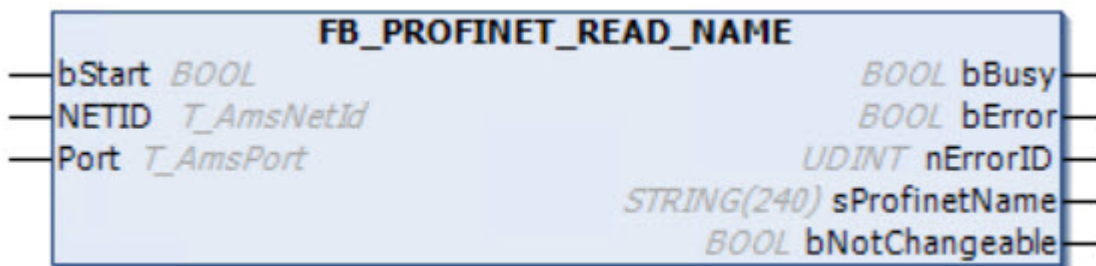 FB_PROFINET_READ_NAME
bStart BOOL BOOL bBusy
NETID T_AmsNetId BOOL bError
Port T_AmsPort UDINT nErrorID
STRING(240) sProfinetName
BOOL bNotChangeable